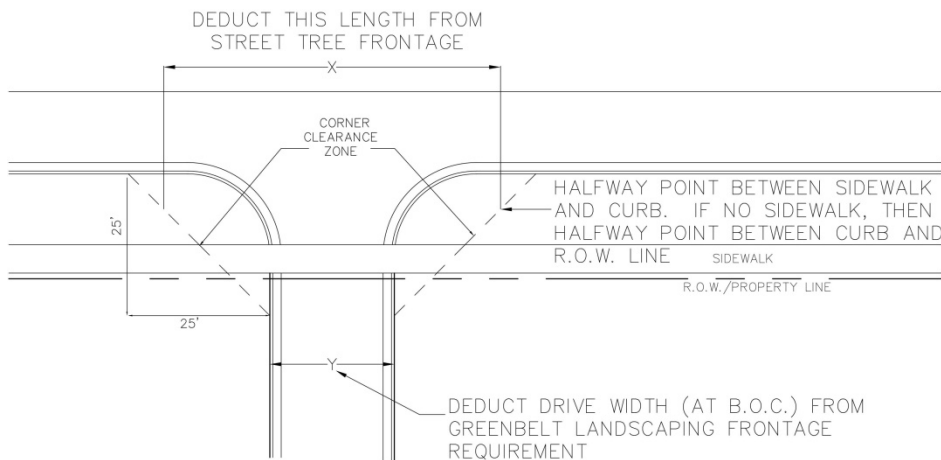 DEDUCT THIS LENGTH FROM
STREET TREE FRONTAGE
X
CORNER
CLEARANCE
ZONE
HALFWAY POINT BETWEEN SIDEWALK
AND CURB. IF NO SIDEWALK, THEN
HALFWAY POINT BETWEEN CURB AND
R.O.W. LINE
SIDEWALK
25'
R.O.W./PROPERTY LINE
25'
Y
DEDUCT DRIVE WIDTH (AT B.O.C.) FROM
GREENBELT LANDSCAPING FRONTAGE
REQUIREMENT